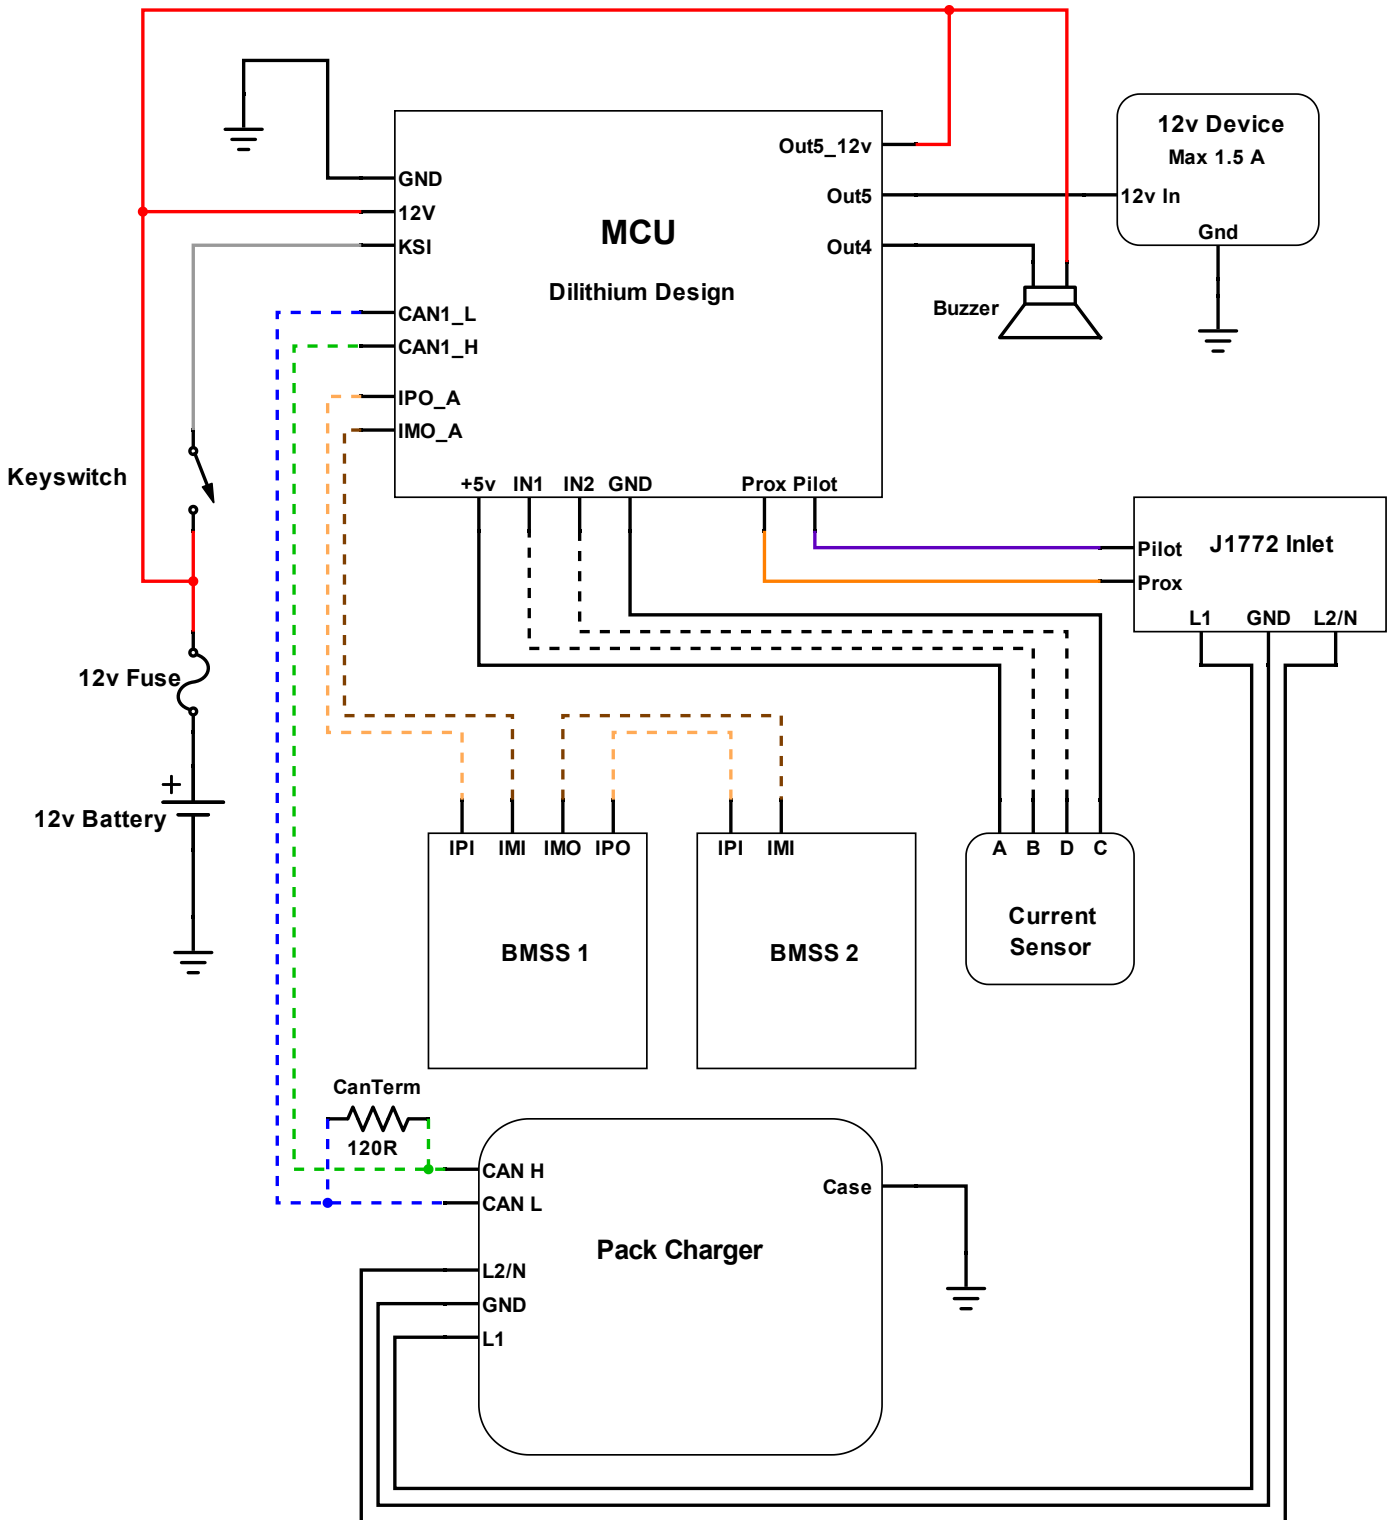 12v Device
Max 1.5 A
12v In
Gnd
Out5_12v
Out5
Out4
GND
12V
KSI
CAN1_L
CAN1_H
IPO_A
IMO_A
MCU
Dilithium Design
+5v IN1 IN2 GND Prox Pilot
Buzzer
Keyswitch
12v Fuse
+
12v Battery
J1772 Inlet
Pilot
Prox
L1 GND L2/N
IPI IMI IMO IPO
BMSS 1
IPI IMI
BMSS 2
A B D C
Current
Sensor
CanTerm
120R
CAN H
CAN L
L2/N
GND
L1
Case
Pack Charger